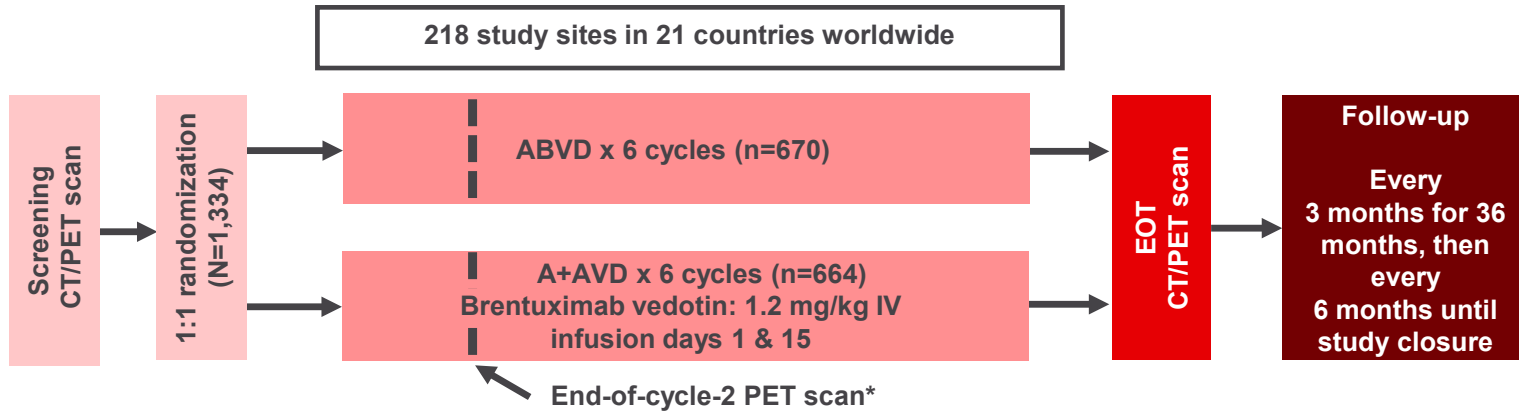 218 study sites in 21 countries worldwide
Screening
CT/PET scan
1:1 randomization
(N=1,334)
ABVD x 6 cycles (n=670)
A+AVD x 6 cycles (n=664)
Brentuximab vedotin: 1.2 mg/kg IV
infusion days 1 & 15
End-of-cycle-2 PET scan*
EOT
CT/PET scan
Follow-up
Every
3 months for 36
months, then
every
6 months until
study closure